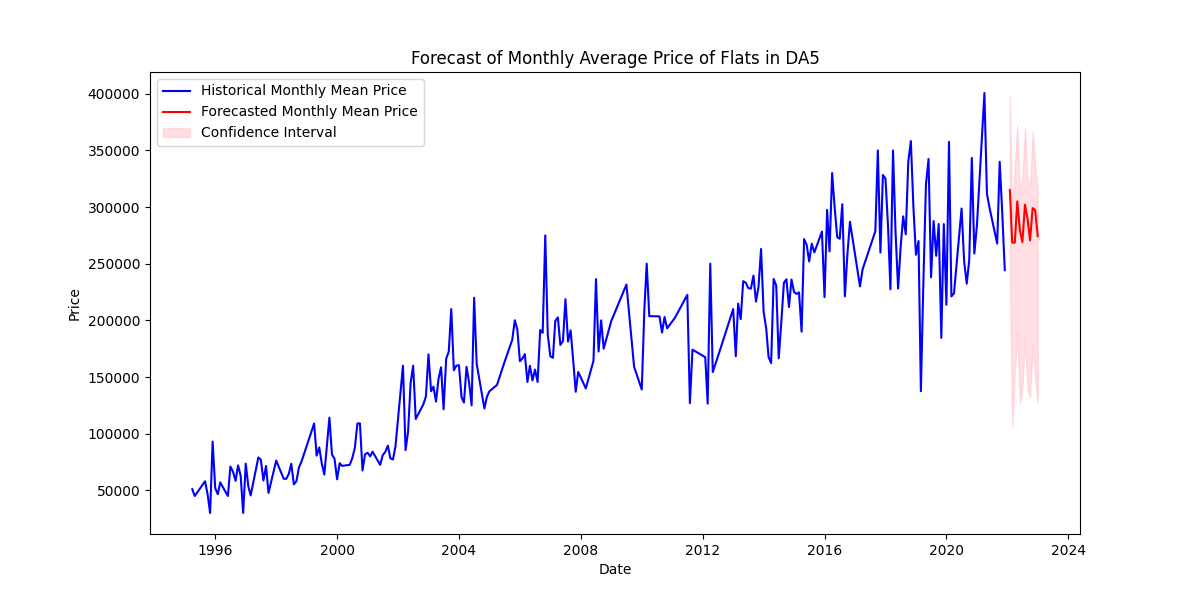 Forecast of Monthly Average Price of Flats in DA5
Historical Monthly Mean Price
Forecasted Monthly Mean Price
Confidence Interval
Price
400000
350000
300000
250000
200000
150000
100000
50000
1996 2000 2004 2008 2012 2016 2020 2024
Date